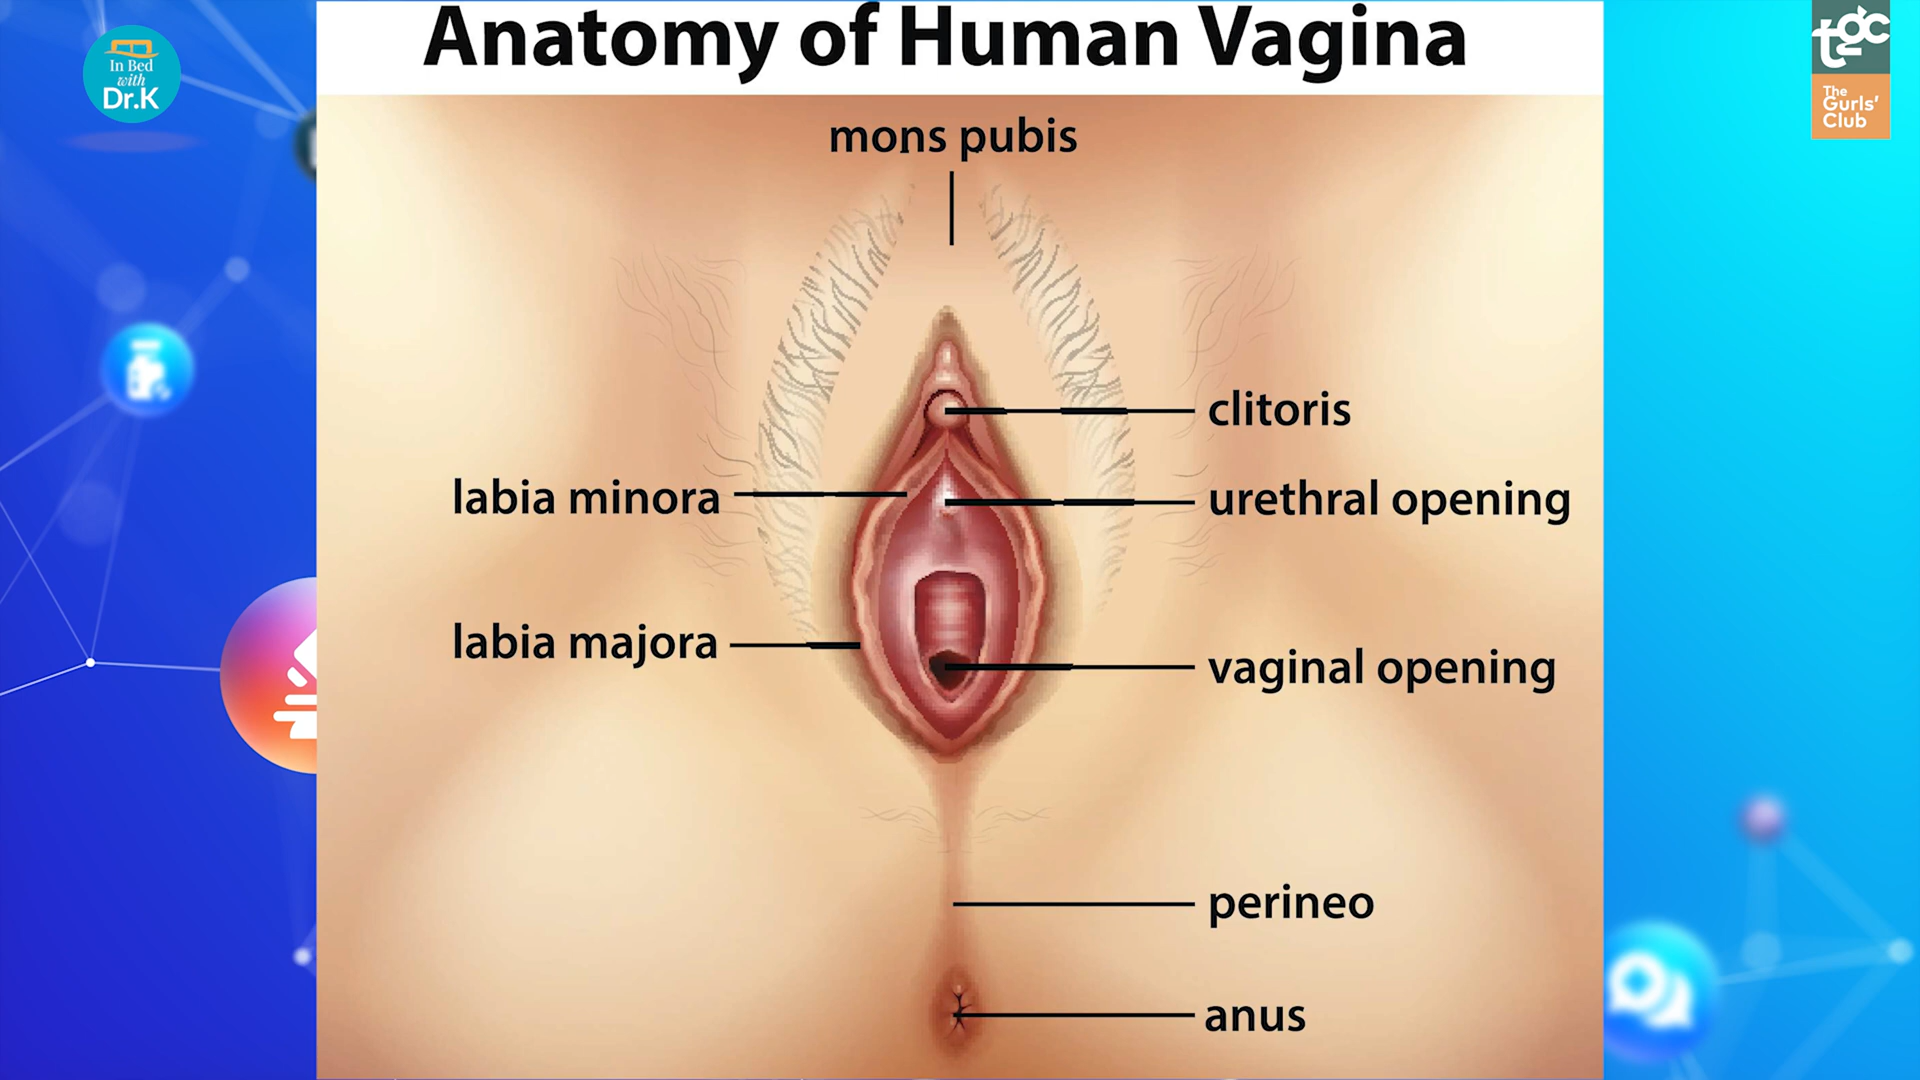 Anatomy of Human Vagina
In Bed
with
Dr.K
tgc
The
Gurls'
Club
mons pubis
clitoris
labia minora
urethral opening
labia majora
vaginal opening
perineo
anus